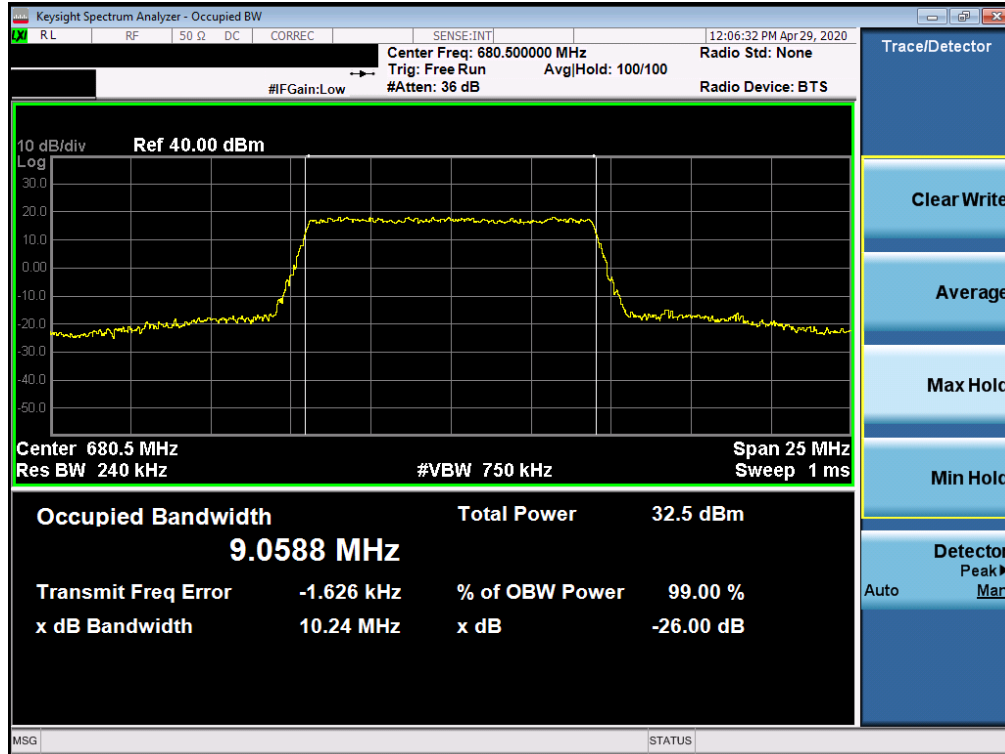 Keysight Spectrum Analyzer - Occupied BW
LXI RL RF 50 Ω DC CORREC SENSE:INT 12:06:32 PM Apr 29, 2020
Center Freq: 680.500000 MHz Radio Std: None
Trig: Free Run Avg|Hold: 100/100
#IFGain:Low #Atten: 36 dB Radio Device: BTS
10 dB/div Ref 40.00 dBm
Log
30.0
20.0
10.0
0.00
-10.0
-20.0
-30.0
-40.0
-50.0
Center 680.5 MHz Span 25 MHz
Res BW 240 kHz #VBW 750 kHz Sweep 1 ms
Occupied Bandwidth Total Power 32.5 dBm
9.0588 MHz
Transmit Freq Error -1.626 kHz % of OBW Power 99.00 %
x dB Bandwidth 10.24 MHz x dB -26.00 dB
MSG STATUS
Trace/Detector
Clear Write
Average
Max Hold
Min Hold
Detector
Peak
Auto Man